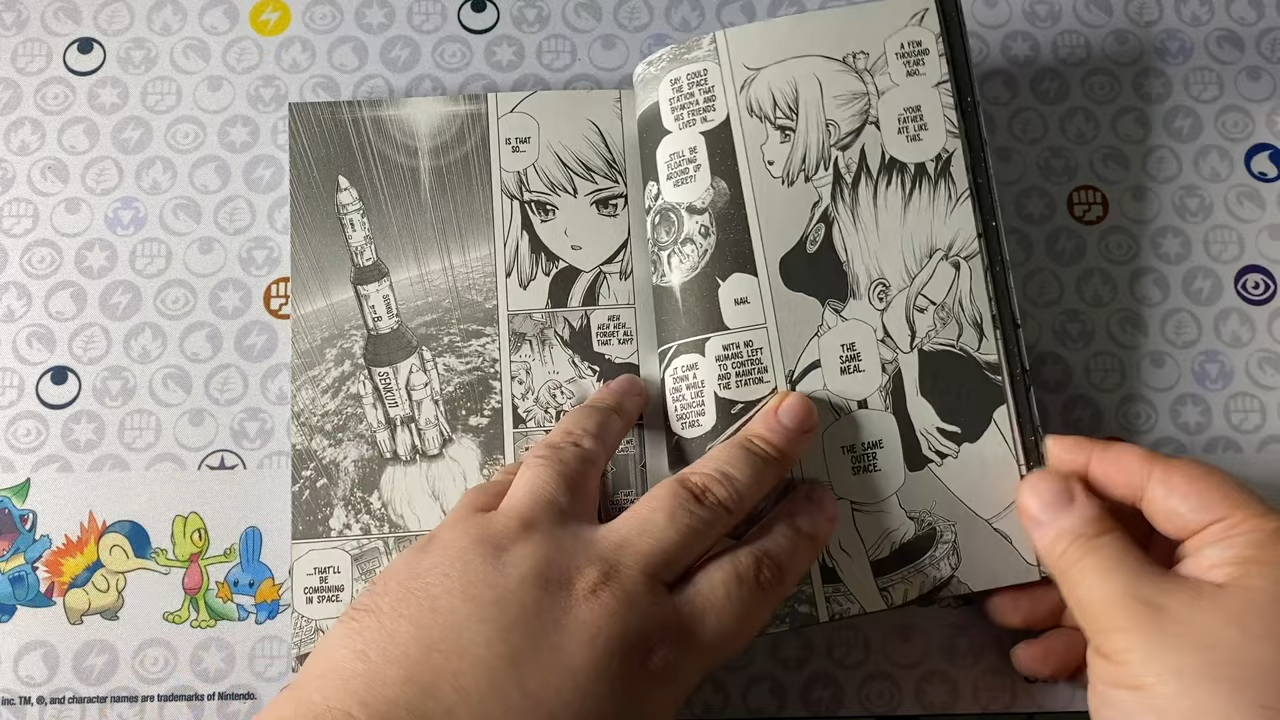 A FEW
THOUSAND
YEARS
AGO...
...YOUR
FATHER
ATE LIKE
THIS.
THE
SAME
MEAL.
THE SAME
OUTER
SPACE.
SAY, COULD
THE SPACE
STATION THAT
BYAKUYA AND
HIS FRIENDS
LIVED IN...
...STILL BE
FLOATING
AROUND UP
HERE?!
NAH.
WITH NO
HUMANS LEFT
TO CONTROL
AND MAINTAIN
THE STATION...
...IT CAME
DOWN A
LONG WHILE
BACK, LIKE
A BUNCHA
SHOOTING
STARS.
IS THAT
SO...
HEH
HEH HEH...
FORGET ALL
THAT, 'KAY?
SAID...
...THAT
OLD SPACE
SENKU
SENKU
...THAT'LL
BE
COMBINING
IN SPACE.
inc. TM, ®, and character names are trademarks of Nintendo.